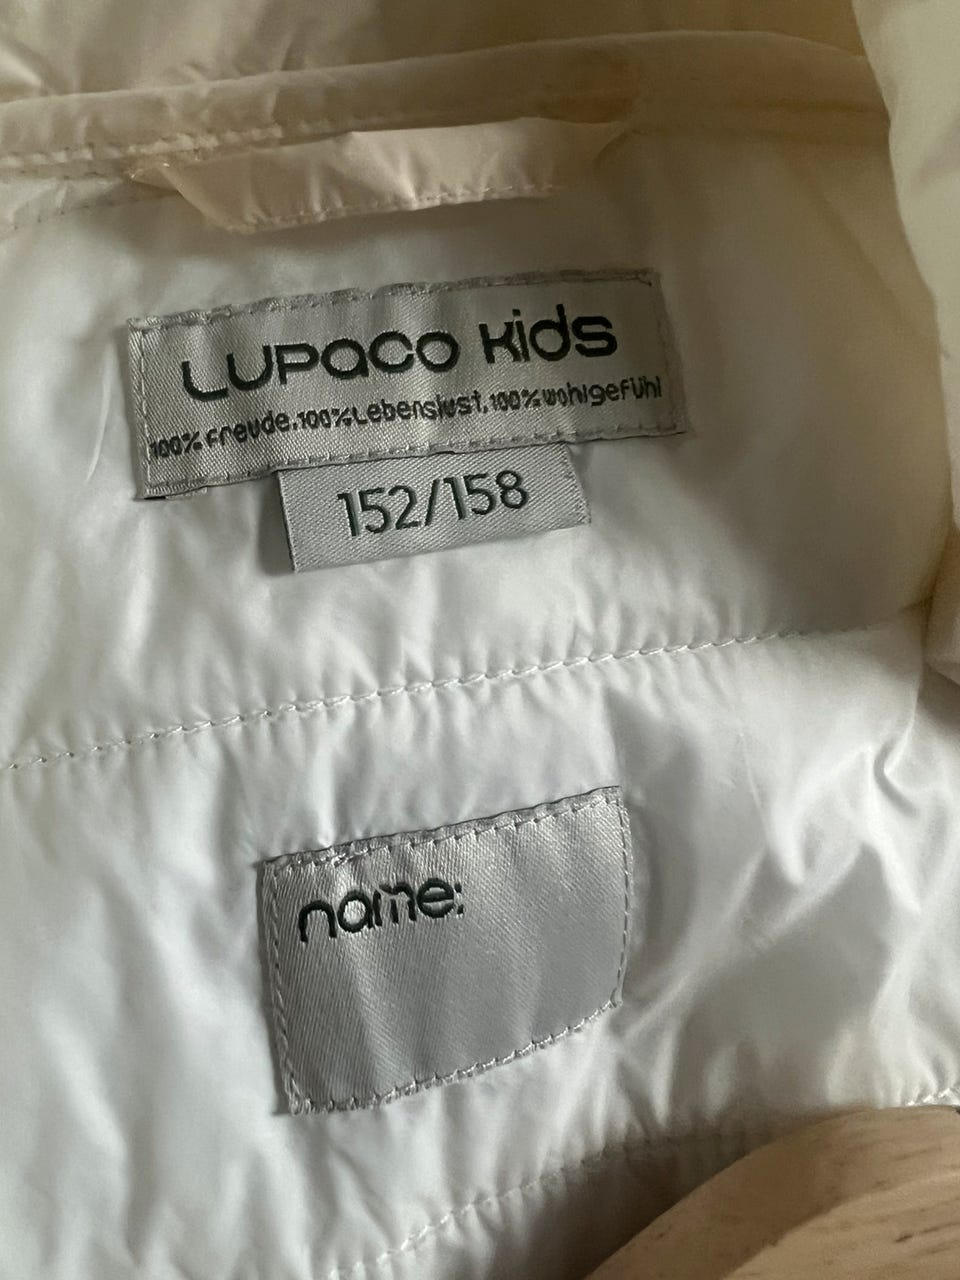 LUPACO kids
100% freude.100%Lebenslust.100%wohlgefühl
152/158
name: